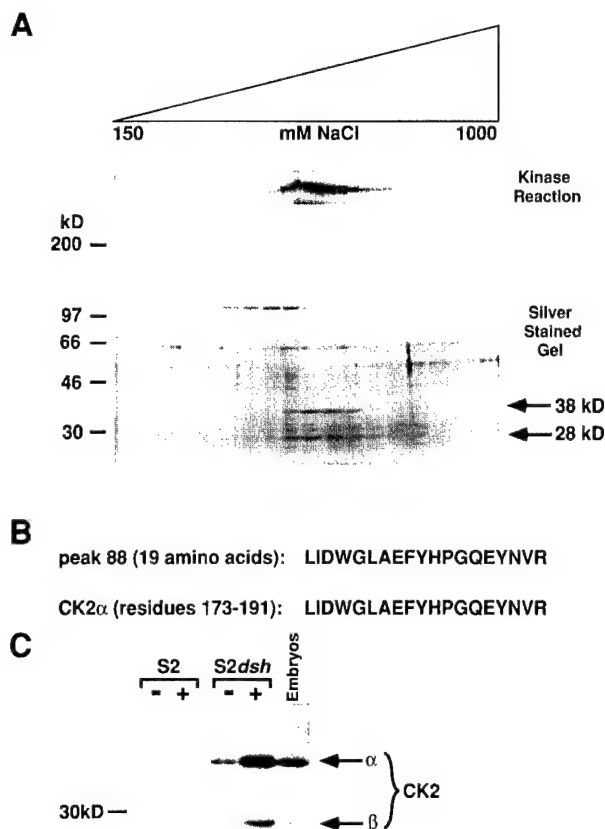 A
150 mM NaCl 1000
Kinase
Reaction
kD
200
97
66
46
30
Silver
Stained
Gel
38 kD
28 kD
B
peak 88 (19 amino acids): LIDWGLAEFYHPGQEYNVR
CK2α (residues 173-191): LIDWGLAEFYHPGQEYNVR
C
S2 S2dsh Embryos
- + - +
α
CK2
30kD
β